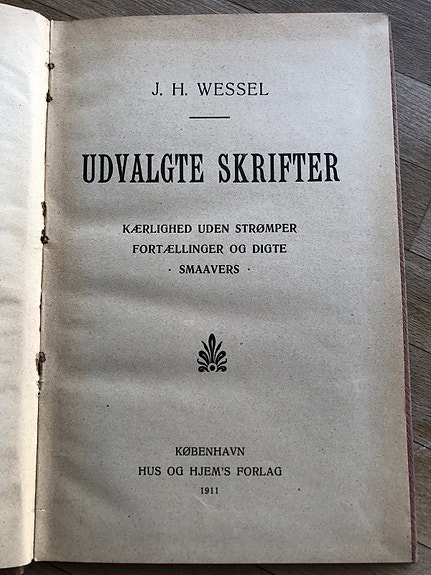 J. H. WESSEL
UDVALGTE SKRIFTER
KÆRLIGHED UDEN STRØMPER
FORTÆLLINGER OG DIGTE
· SMAAVERS ·
KØBENHAVN
HUS OG HJEM'S FORLAG
1911